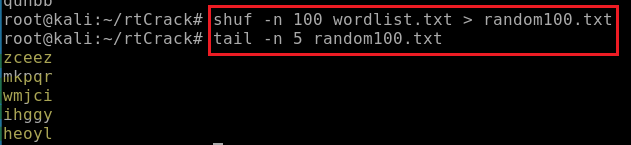 qunbb
root@kali:~/rtCrack# shuf -n 100 wordlist.txt > random100.txt
root@kali:~/rtCrack# tail -n 5 random100.txt
zceez
mkpqr
wmjci
ihggy
heoyl